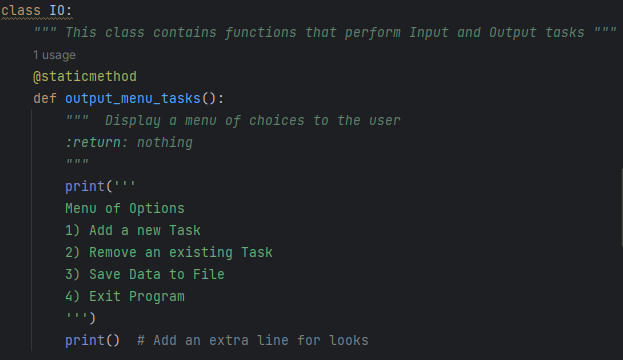 class IO:
    """ This class contains functions that perform Input and Output tasks """
    1 usage
    @staticmethod
    def output_menu_tasks():
        """  Display a menu of choices to the user
        :return: nothing
        """
        print('''
        Menu of Options
        1) Add a new Task
        2) Remove an existing Task
        3) Save Data to File
        4) Exit Program
        ''')
        print()  # Add an extra line for looks